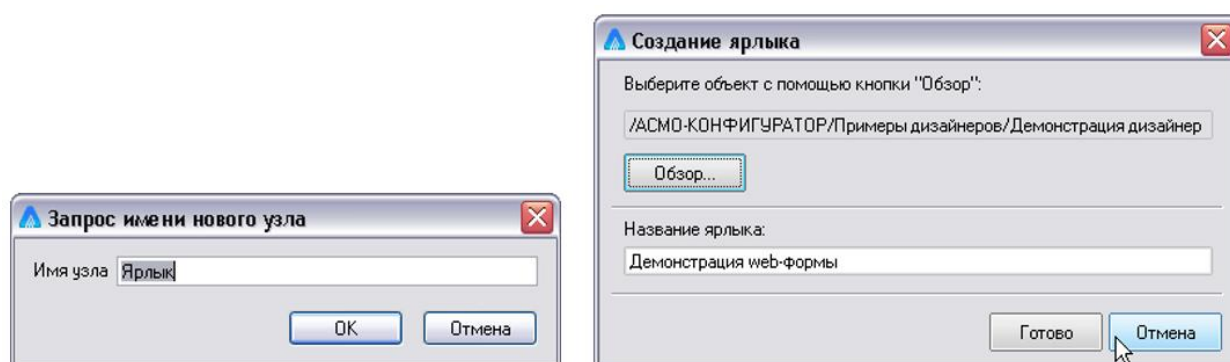 Запрос имени нового узла
Имя узла Ярлык
OK Отмена
Создание ярлыка
Выберите объект с помощью кнопки "Обзор":
/АСМО-КОНФИГУРАТОР/Примеры дизайнеров/Демонстрация дизайнер
Обзор...
Название ярлыка:
Демонстрация web-формы
Готово Отмена